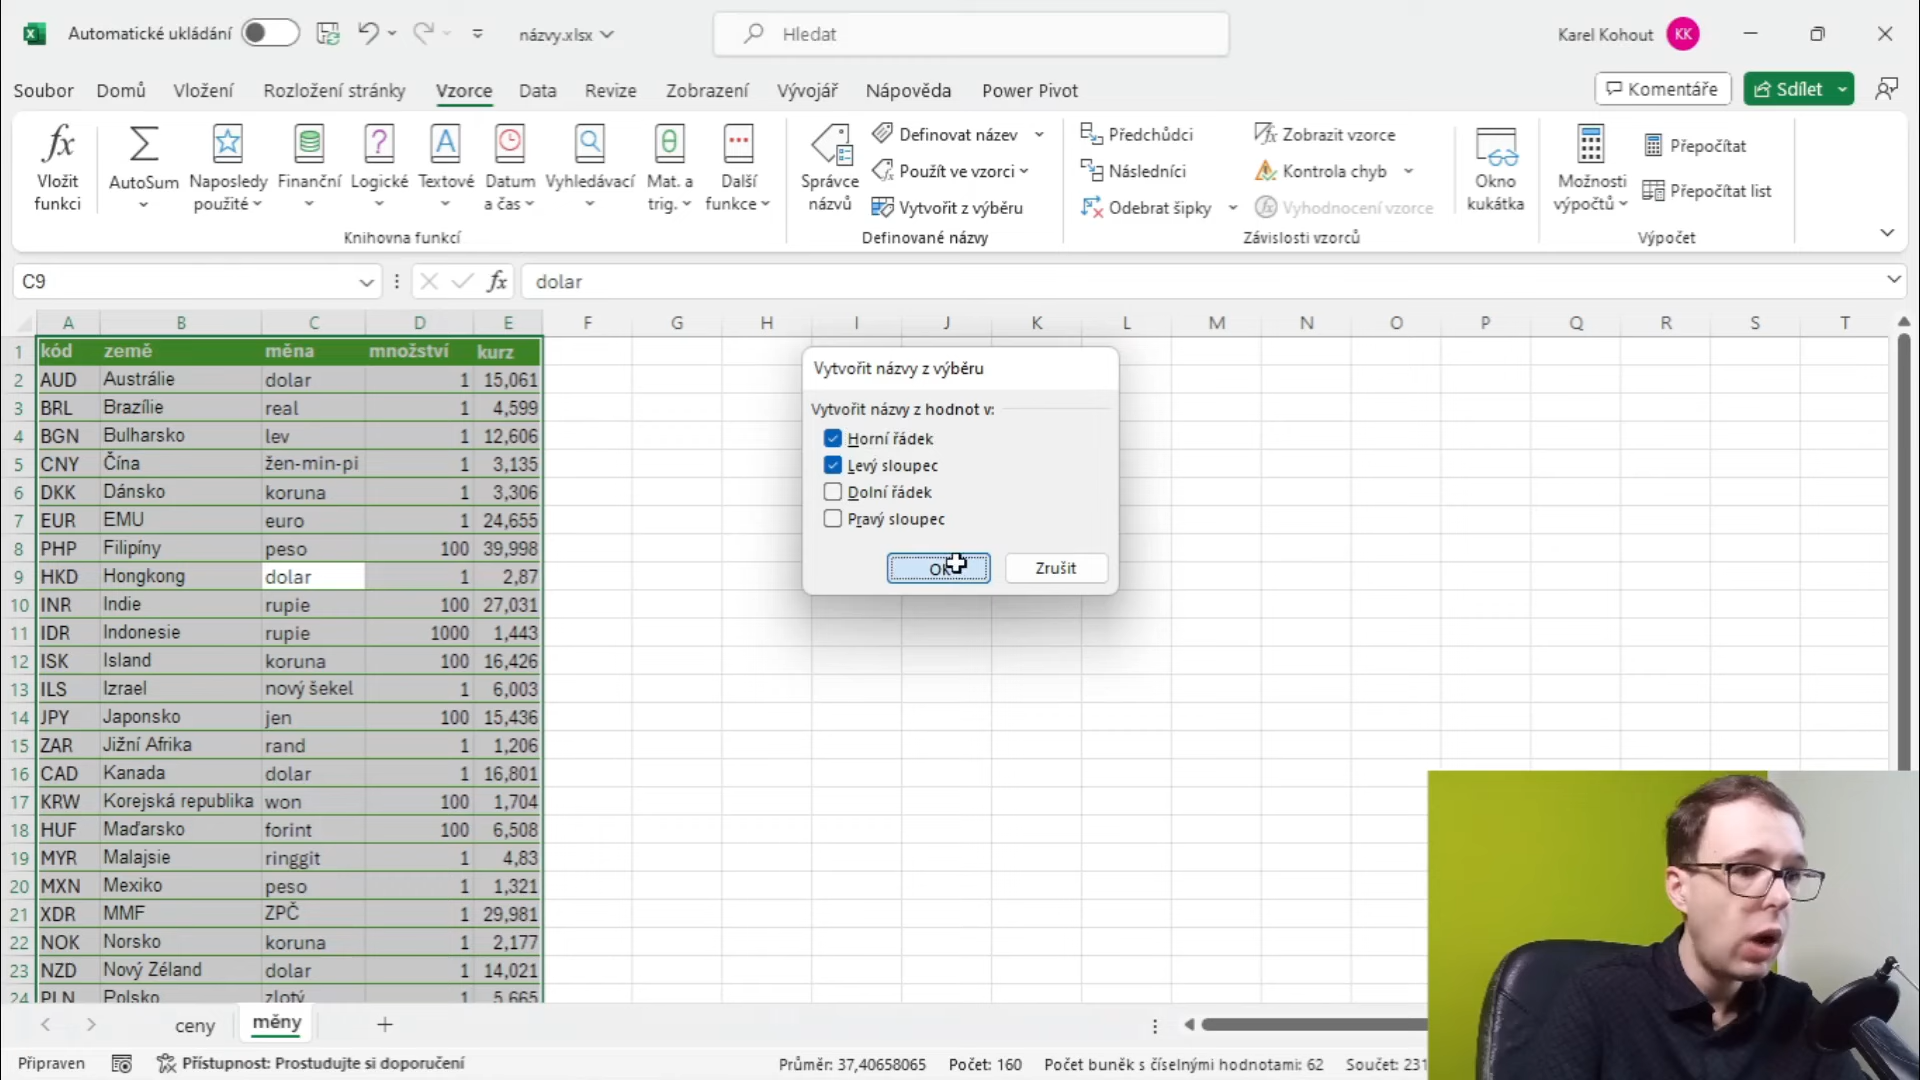 Automatické ukládání názvy.xlsx Hledat Karel Kohout KK
Soubor Domů Vložení Rozložení stránky Vzorce Data Revize Zobrazení Vývojář Nápověda Power Pivot Komentáře Sdílet
Vložit funkci
AutoSum
Naposledy použité
Finanční
Logické
Textové
Datum a čas
Vyhledávací
Mat. a trig.
Další funkce
Knihovna funkcí
Správce názvů
Definovat název
Použít ve vzorci
Vytvořit z výběru
Definované názvy
Předchůdci
Následníci
Odebrat šipky
Zobrazit vzorce
Kontrola chyb
Vyhodnocení vzorce
Závislosti vzorců
Okno kukátka
Možnosti výpočtů
Přepočítat
Přepočítat list
Výpočet
C9 fx dolar
A B C D E F G H I J K L M N O P Q R S T
1 kód země měna množství kurz
2 AUD Austrálie dolar 1 15,061
3 BRL Brazílie real 1 4,599
4 BGN Bulharsko lev 1 12,606
5 CNY Čína žen-min-pi 1 3,135
6 DKK Dánsko koruna 1 3,306
7 EUR EMU euro 1 24,655
8 PHP Filipíny peso 100 39,998
9 HKD Hongkong dolar 1 2,87
10 INR Indie rupie 100 27,031
11 IDR Indonesie rupie 1000 1,443
12 ISK Island koruna 100 16,426
13 ILS Izrael nový šekel 1 6,003
14 JPY Japonsko jen 100 15,436
15 ZAR Jižní Afrika rand 1 1,206
16 CAD Kanada dolar 1 16,801
17 KRW Korejská republika won 100 1,704
18 HUF Maďarsko forint 100 6,508
19 MYR Malajsie ringgit 1 4,83
20 MXN Mexiko peso 1 1,321
21 XDR MMF ZPČ 1 29,981
22 NOK Norsko koruna 1 2,177
23 NZD Nový Zéland dolar 1 14,021
24 PLN Polsko zlotý 1 5,665
Vytvořit názvy z výběru
Vytvořit názvy z hodnot v:
Horní řádek
Levý sloupec
Dolní řádek
Pravý sloupec
OK Zrušit
ceny měny
Připraven Přístupnost: Prostudujte si doporučení Průměr: 37,40658065 Počet: 160 Počet buněk s číselnými hodnotami: 62 Součet: 231